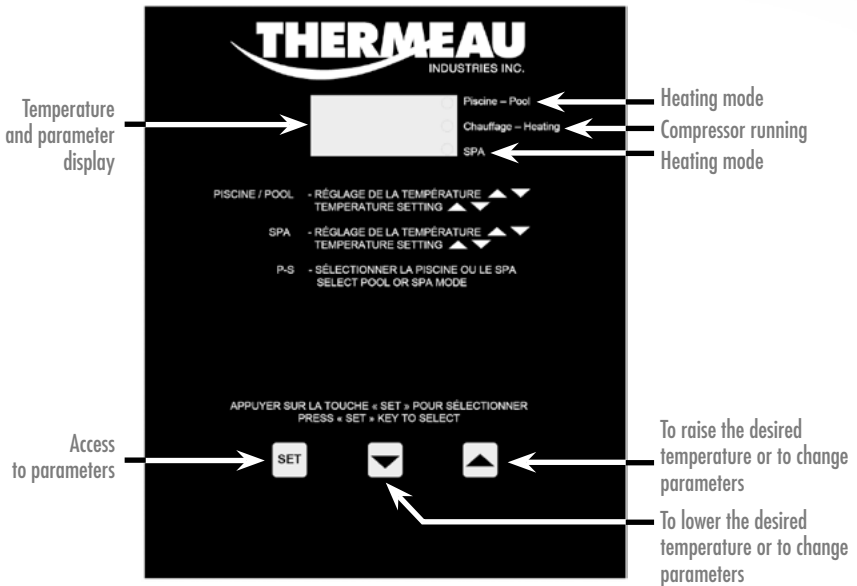 THERMEAU
INDUSTRIES INC.
Temperature
and parameter
display
Piscine – Pool
Chauffage – Heating
SPA
Heating mode
Compressor running
Heating mode
PISCINE / POOL - RÉGLAGE DE LA TEMPÉRATURE ▲ ▼
TEMPERATURE SETTING ▲ ▼
SPA - RÉGLAGE DE LA TEMPÉRATURE ▲ ▼
TEMPERATURE SETTING ▲ ▼
P-S - SÉLECTIONNER LA PISCINE OU LE SPA
SELECT POOL OR SPA MODE
APPUYER SUR LA TOUCHE « SET » POUR SÉLECTIONNER
PRESS « SET » KEY TO SELECT
Access
to parameters
SET
To raise the desired
temperature or to change
parameters
To lower the desired
temperature or to change
parameters